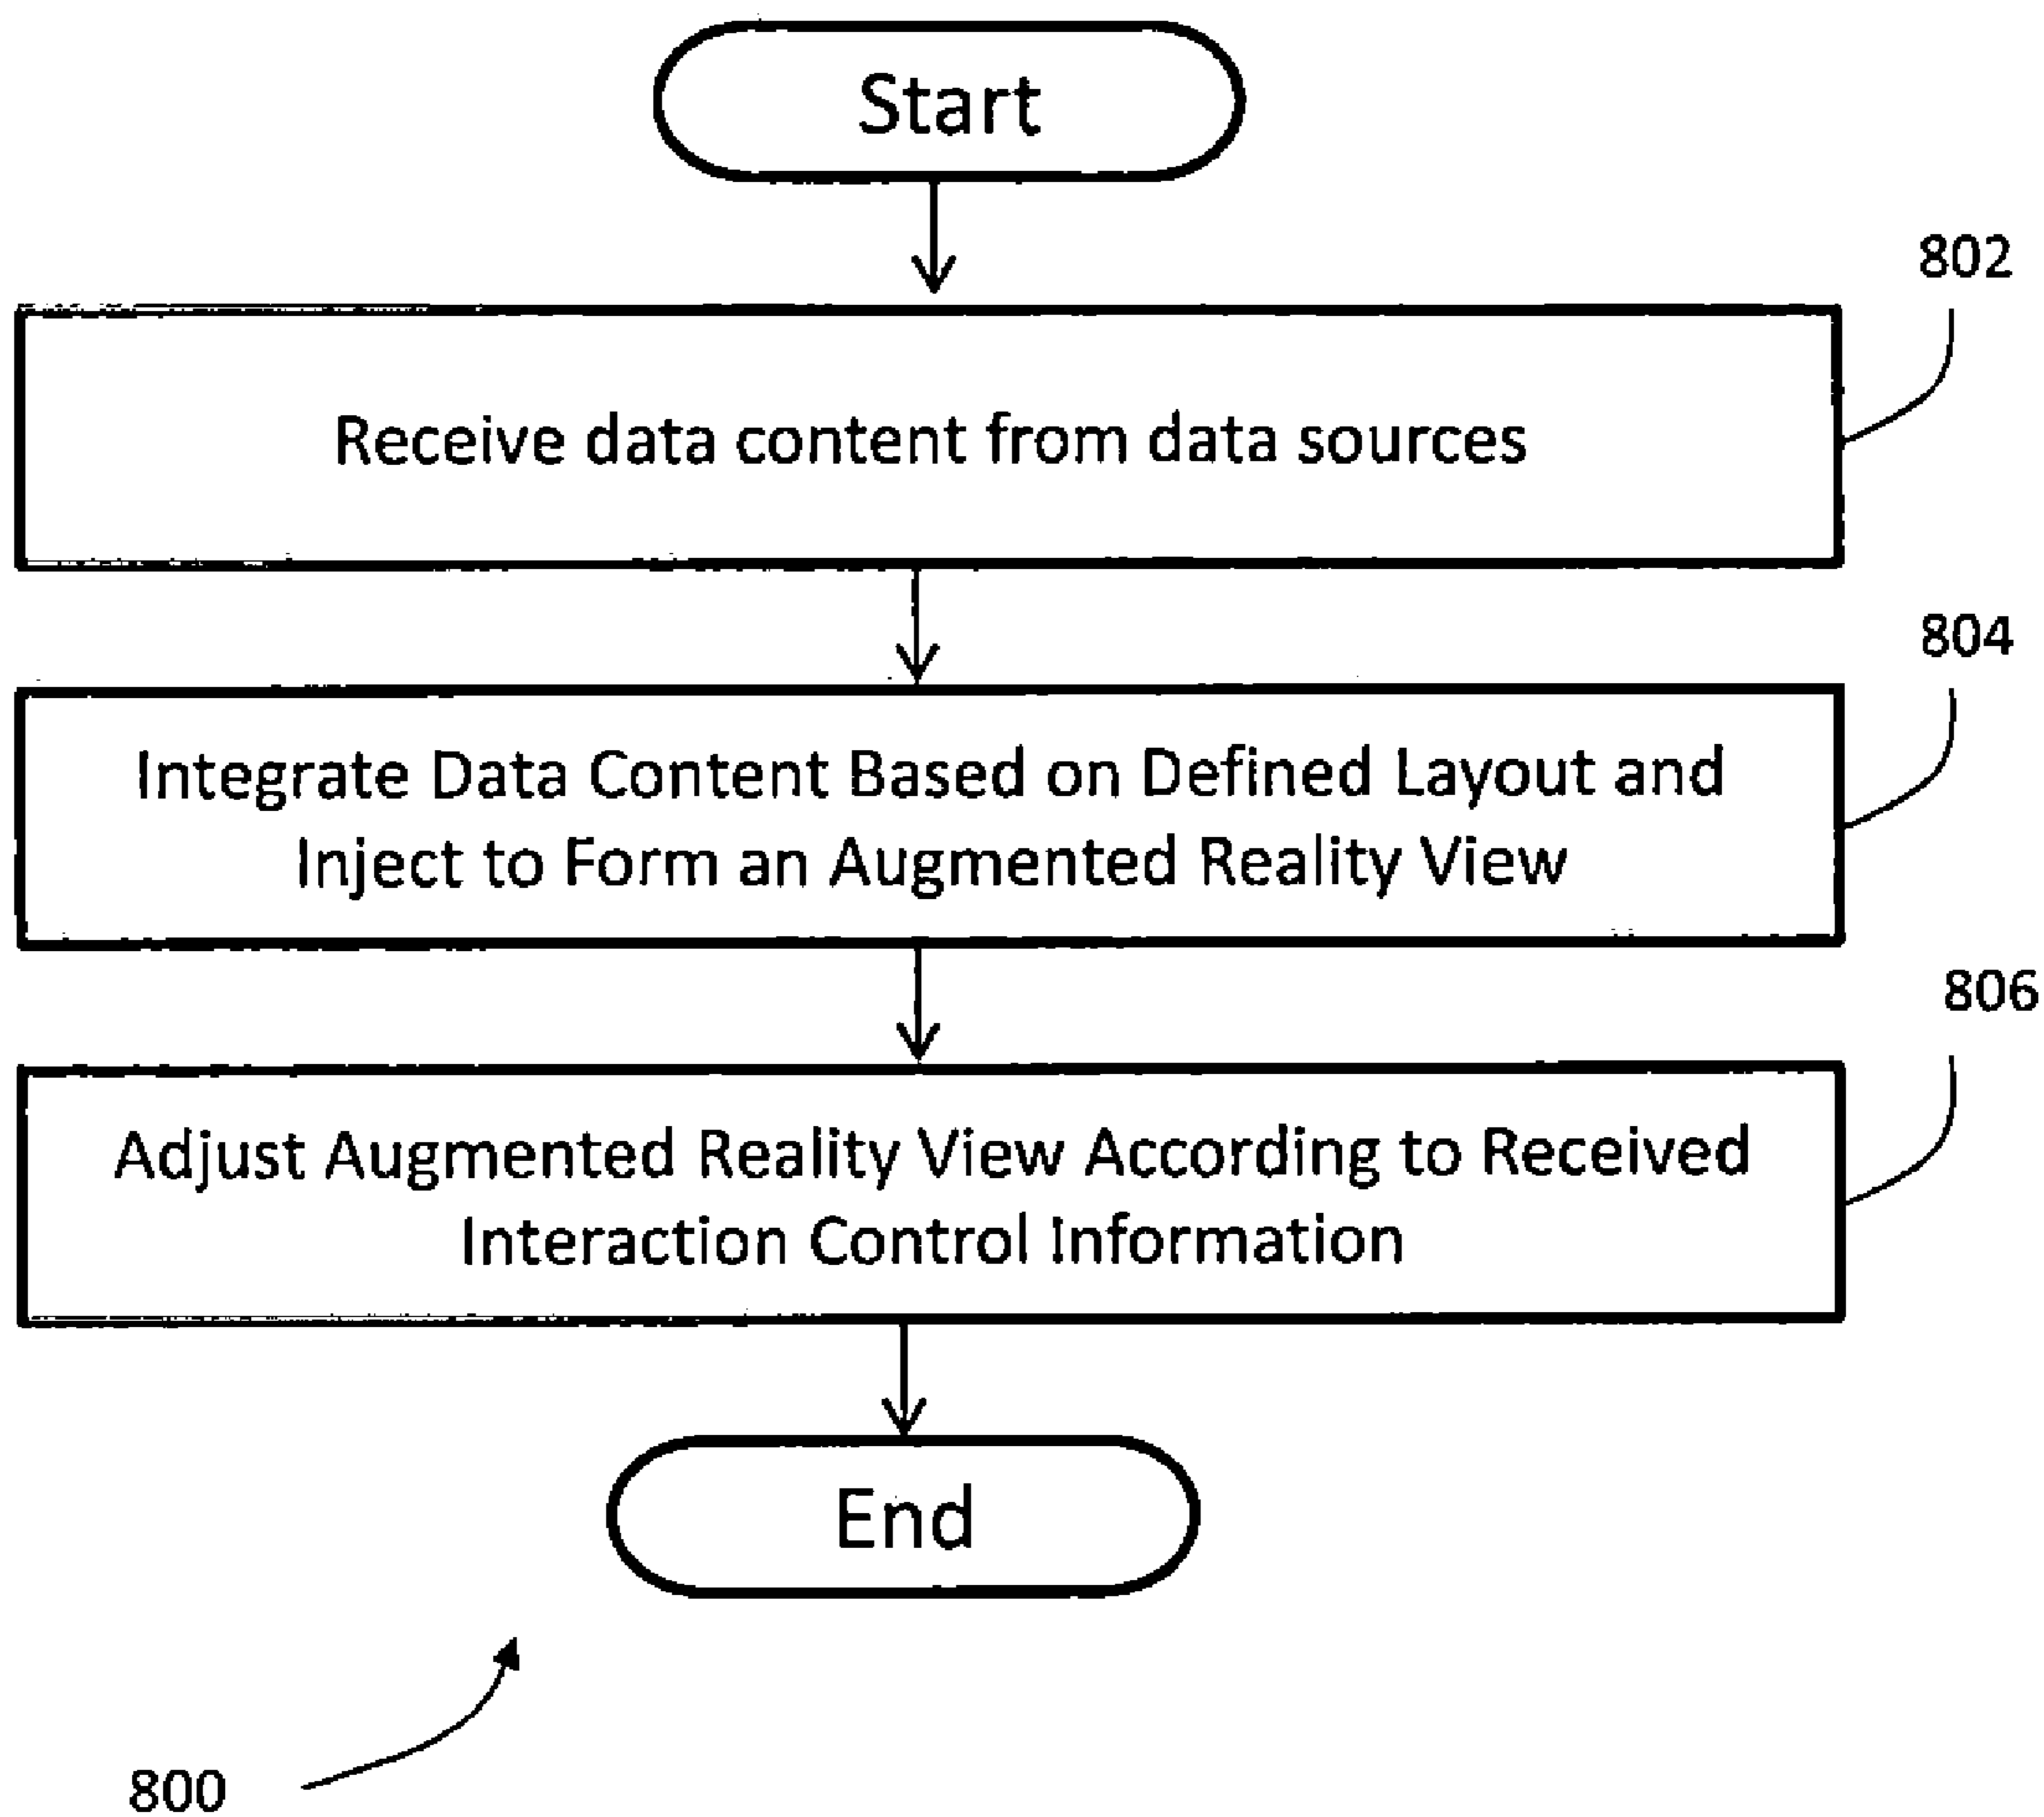 Start
802
Receive data content from data sources
804
Integrate Data Content Based on Defined Layout and
Inject to Form an Augmented Reality View
806
Adjust Augmented Reality View According to Received
Interaction Control Information
End
800